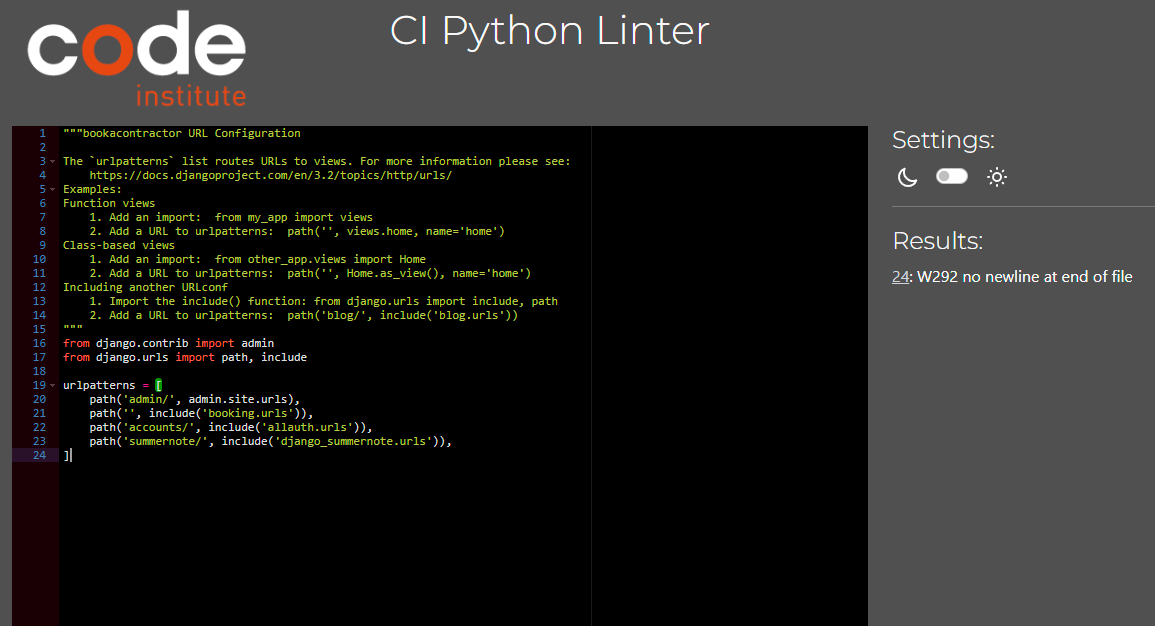 code
institute
CI Python Linter
1 """bookacontractor URL Configuration
2
3 The `urlpatterns` list routes URLs to views. For more information please see:
4     https://docs.djangoproject.com/en/3.2/topics/http/urls/
5 Examples:
6 Function views
7     1. Add an import:  from my_app import views
8     2. Add a URL to urlpatterns:  path('', views.home, name='home')
9 Class-based views
10     1. Add an import:  from other_app.views import Home
11     2. Add a URL to urlpatterns:  path('', Home.as_view(), name='home')
12 Including another URLconf
13     1. Import the include() function: from django.urls import include, path
14     2. Add a URL to urlpatterns:  path('blog/', include('blog.urls'))
15 """
16 from django.contrib import admin
17 from django.urls import path, include
18
19 urlpatterns = [
20     path('admin/', admin.site.urls),
21     path('', include('booking.urls')),
22     path('accounts/', include('allauth.urls')),
23     path('summernote/', include('django_summernote.urls')),
24 ]
Settings:
Results:
24: W292 no newline at end of file